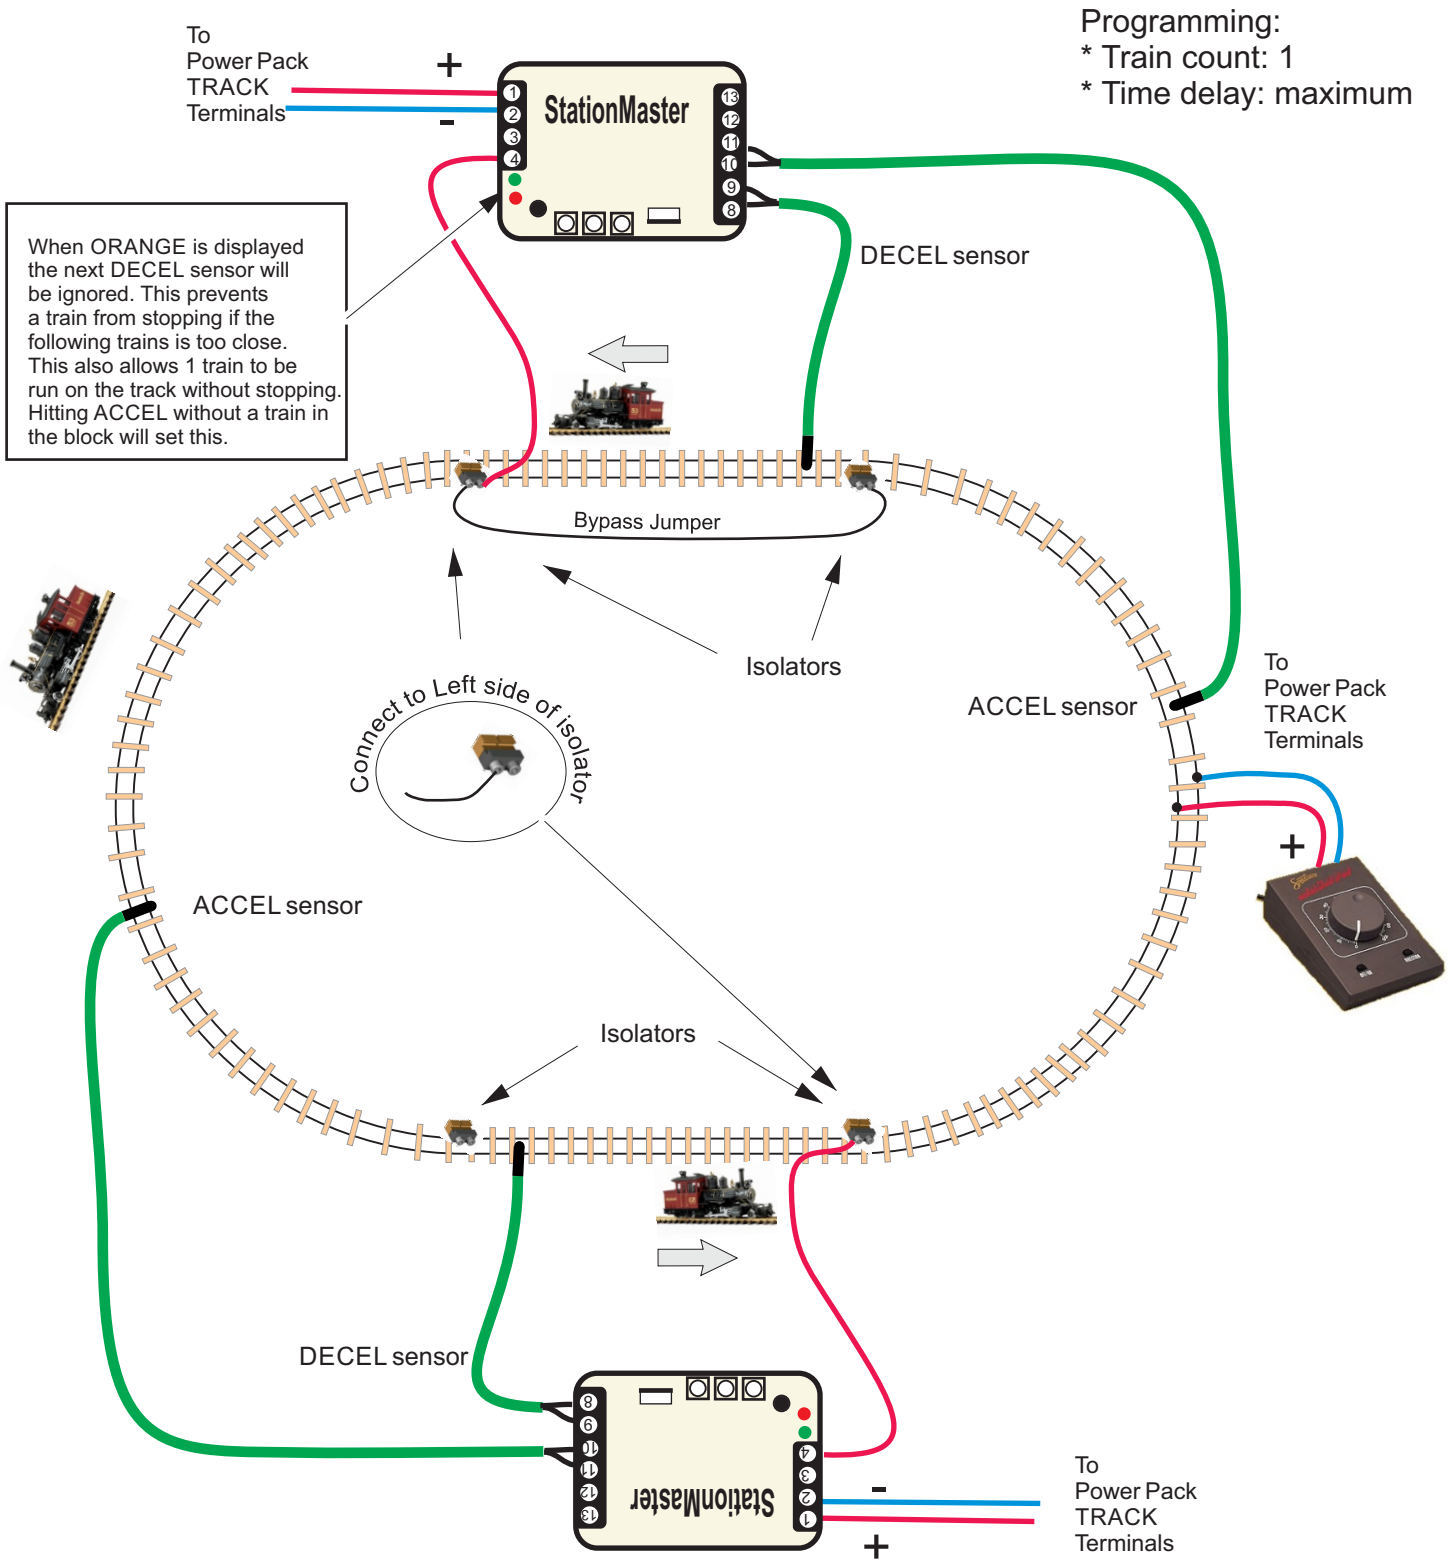 Programming:
* Train count: 1
* Time delay: maximum
To
Power Pack
TRACK
Terminals
+
-
StationMaster
1
2
3
4
13
12
11
10
9
8
DECEL sensor
When ORANGE is displayed
the next DECEL sensor will
be ignored. This prevents
a train from stopping if the
following trains is too close.
This also allows 1 train to be
run on the track without stopping.
Hitting ACCEL without a train in
the block will set this.
Bypass Jumper
Isolators
Connect to Left side of isolator
ACCEL sensor
To
Power Pack
TRACK
Terminals
+
ACCEL sensor
Isolators
DECEL sensor
8
9
10
11
12
13
4
3
2
1
StationMaster
-
+
To
Power Pack
TRACK
Terminals